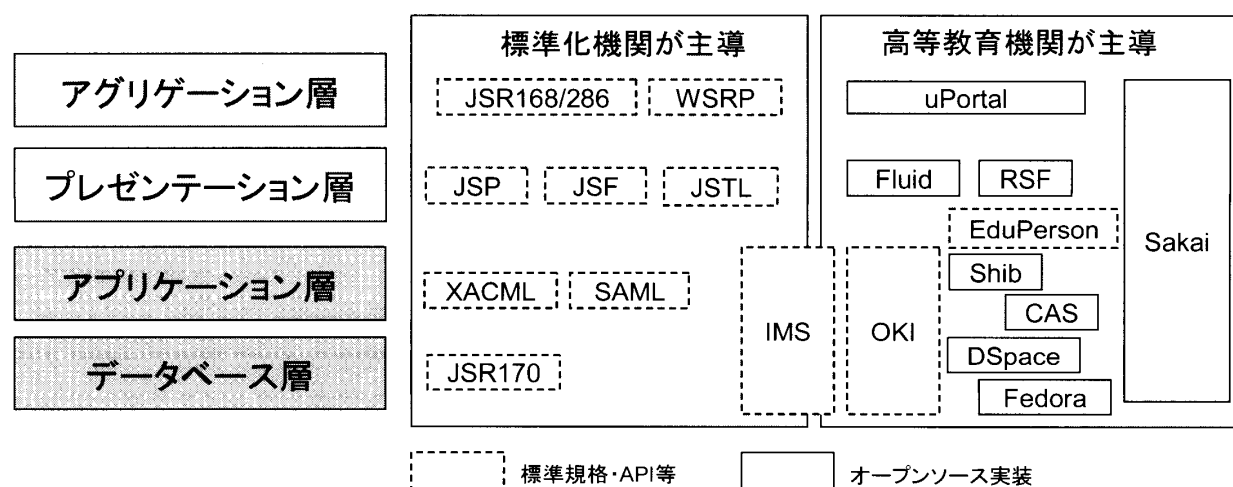 標準化機関が主導
高等教育機関が主導
アグリゲーション層
JSR168/286
WSRP
uPortal
プレゼンテーション層
JSP
JSF
JSTL
Fluid
RSF
EduPerson
Sakai
アプリケーション層
XACML
SAML
IMS
OKI
Shib
CAS
データベース層
JSR170
DSpace
Fedora
標準規格・API等
オープンソース実装